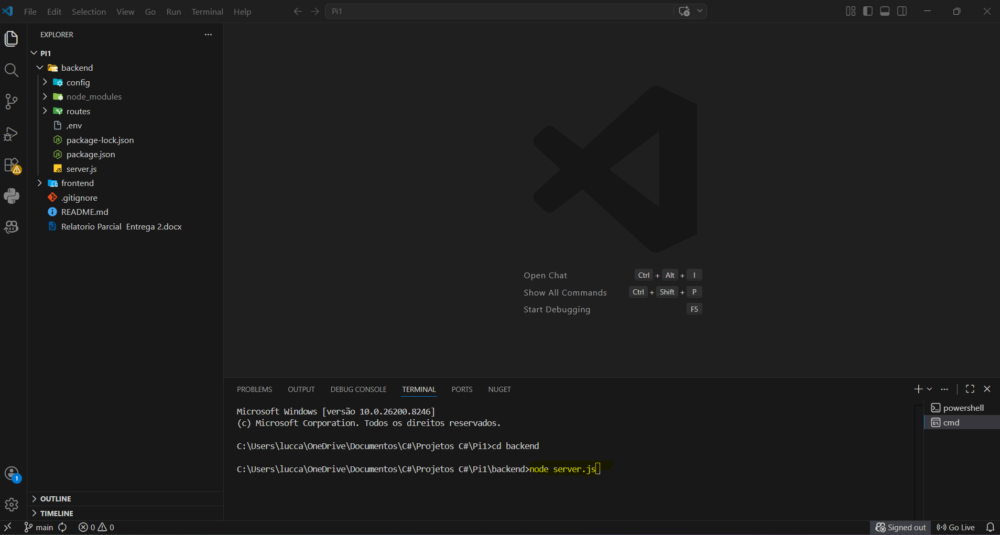 File Edit Selection View Go Run Terminal Help
Pi1
EXPLORER
PI1
backend
config
node_modules
routes
,env
package-lock.json
package.json
server.js
frontend
.gitignore
README.md
Relatorio Parcial  Entrega 2.docx
Open Chat Ctrl + Alt + I
Show All Commands Ctrl + Shift + P
Start Debugging F5
PROBLEMS OUTPUT DEBUG CONSOLE TERMINAL PORTS NUGET
Microsoft Windows [versão 10.0.26200.8246]
(c) Microsoft Corporation. Todos os direitos reservados.
C:\Users\lucca\OneDrive\Documentos\C#\Projetos C#\Pi1>cd backend
C:\Users\lucca\OneDrive\Documentos\C#\Projetos C#\Pi1\backend>node server.js
powershell
cmd
1
OUTLINE
TIMELINE
main 0 0 Signed out Go Live